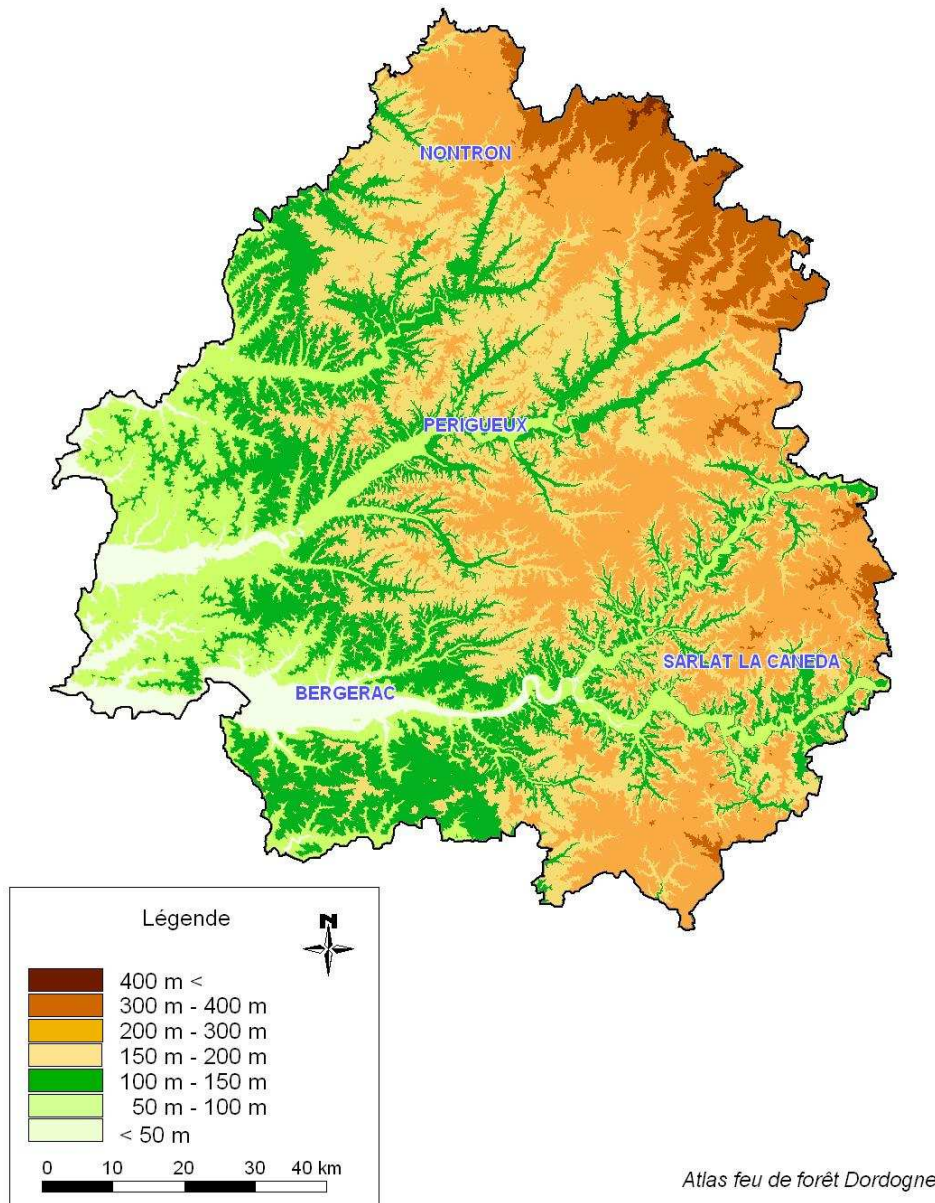 NONTRON
PERIGUEUX
SARLAT LA CANEDA
BERGERAC
Légende
N
400 m <
300 m - 400 m
200 m - 300 m
150 m - 200 m
100 m - 150 m
50 m - 100 m
< 50 m
0 10 20 30 40 km
Atlas feu de forêt Dordogne